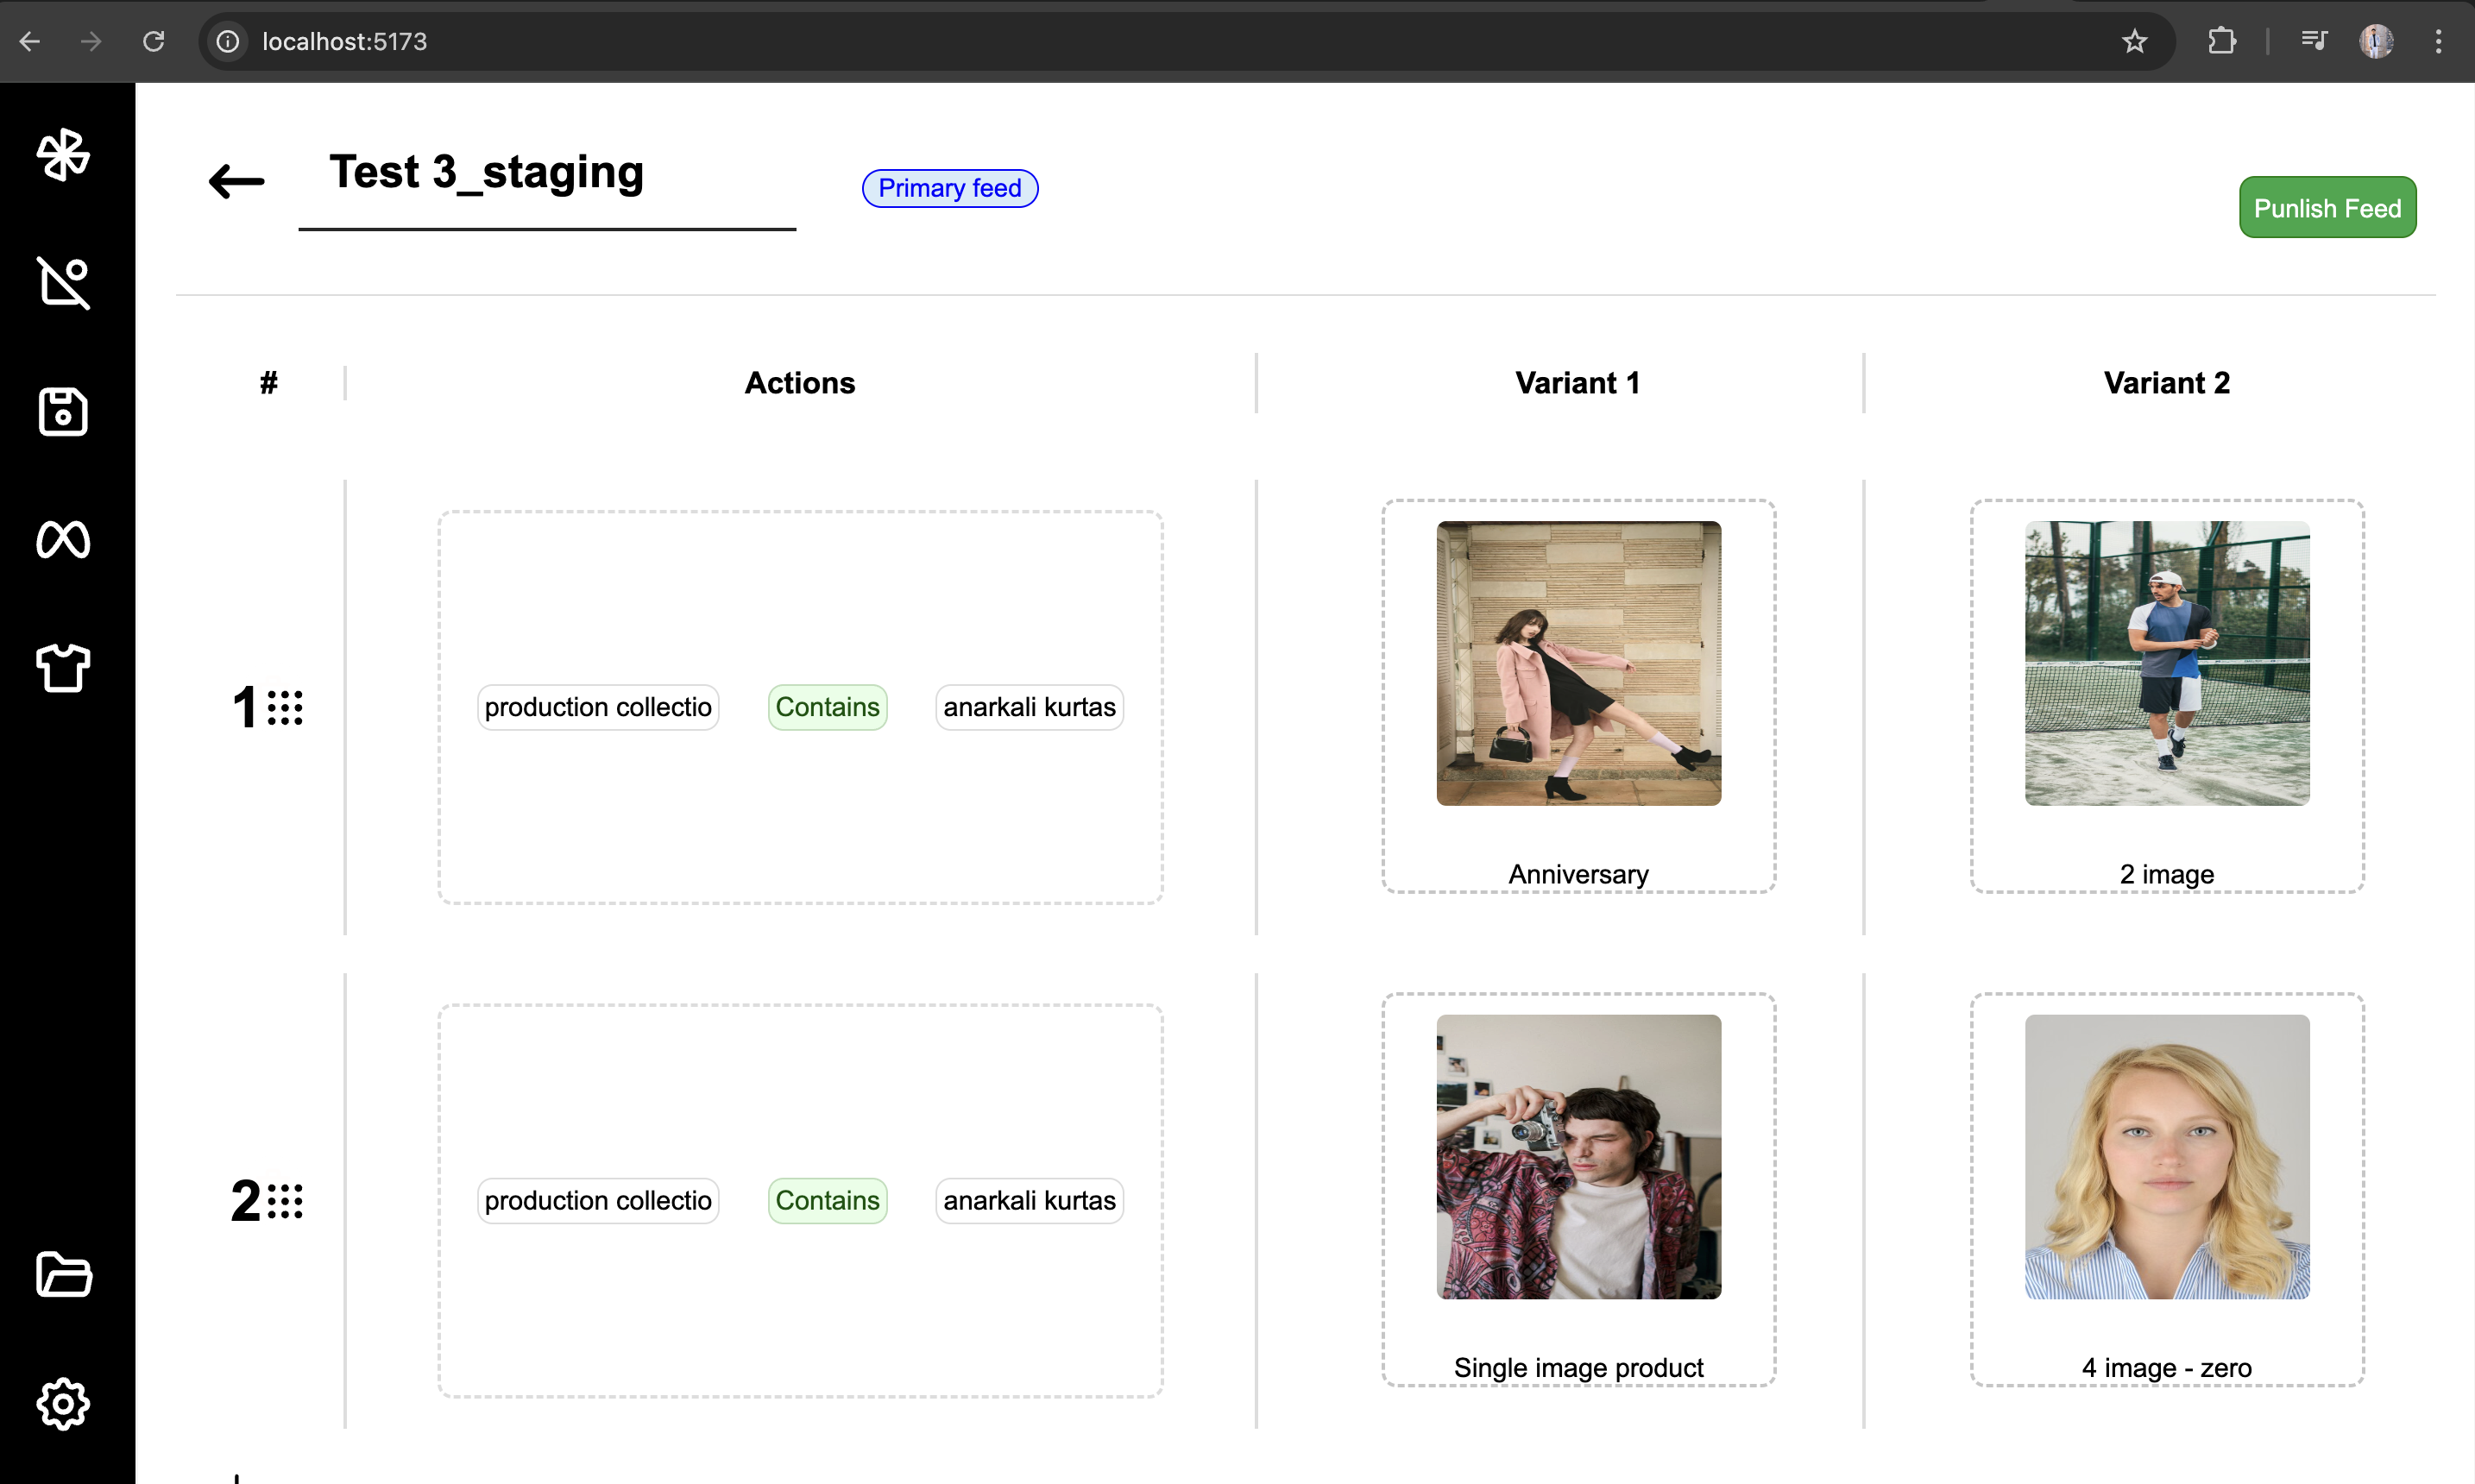 localhost:5173
Test 3_staging
Primary feed
Punlish Feed
# Actions Variant 1 Variant 2
1 production collectio Contains anarkali kurtas
Anniversary 2 image
2 production collectio Contains anarkali kurtas
Single image product 4 image - zero